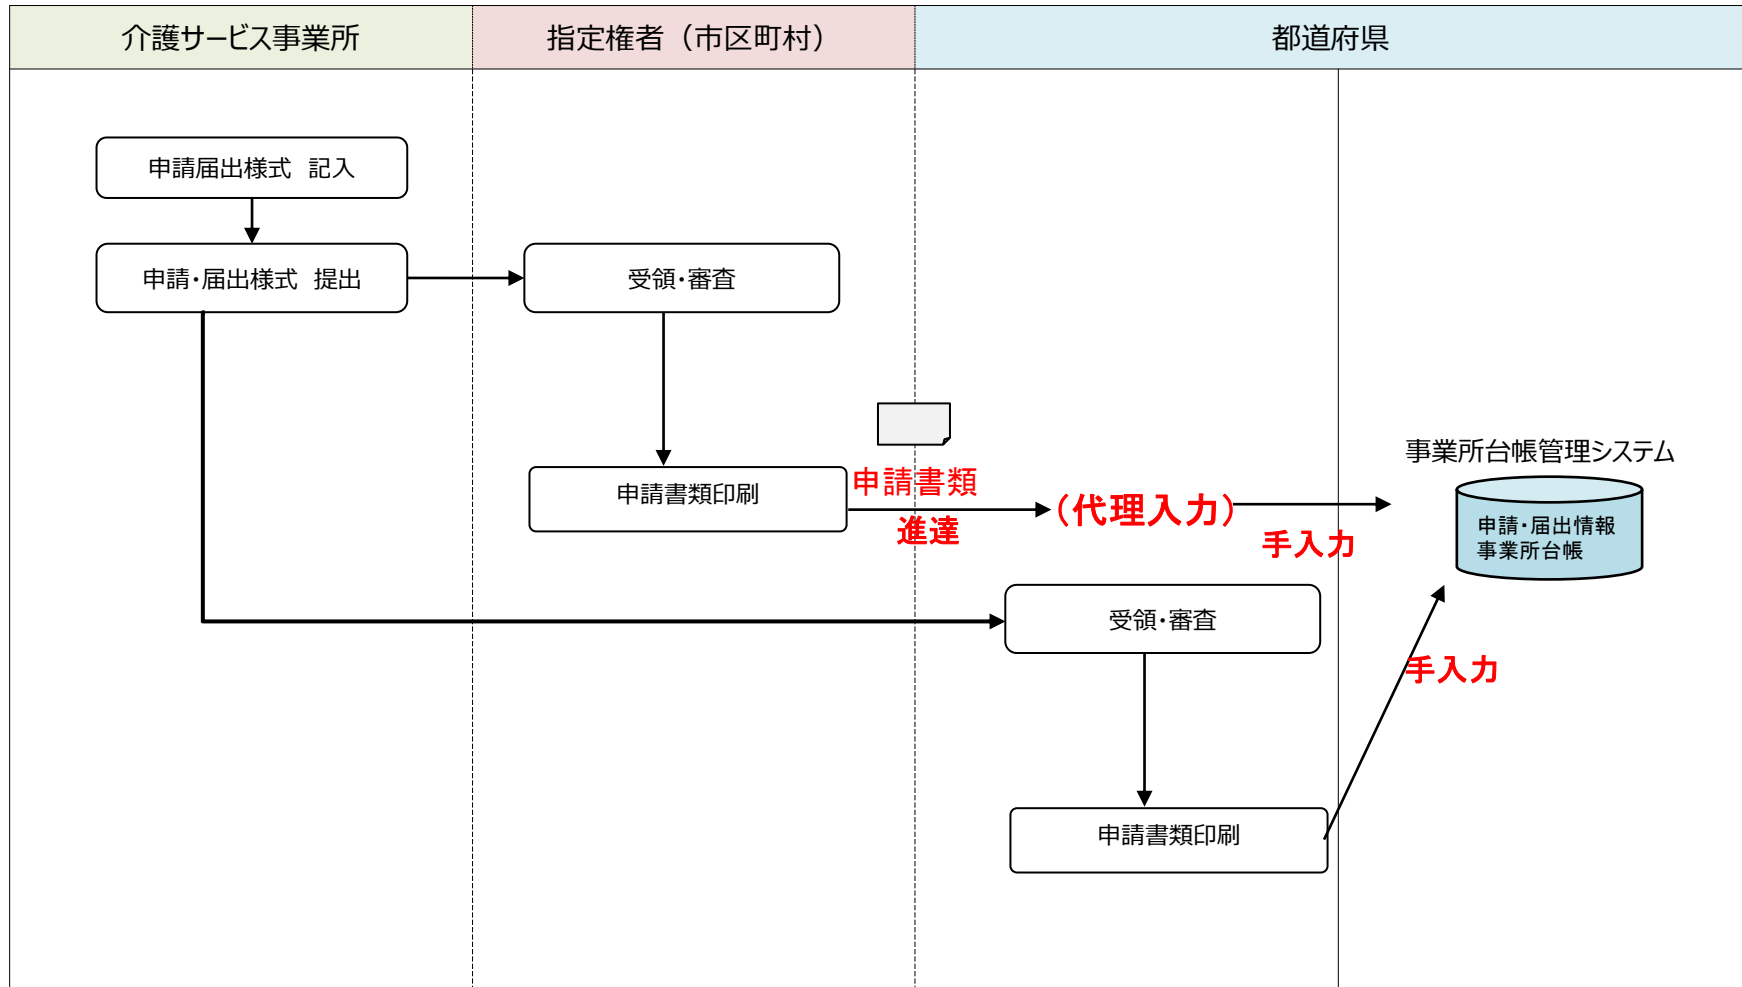 介護サービス事業所
指定権者（市区町村）
都道府県
申請届出様式　記入
申請・届出様式　提出
受領・審査
申請書類印刷
申請書類
進達
（代理入力）
手入力
事業所台帳管理システム
申請・届出情報
事業所台帳
受領・審査
手入力
申請書類印刷